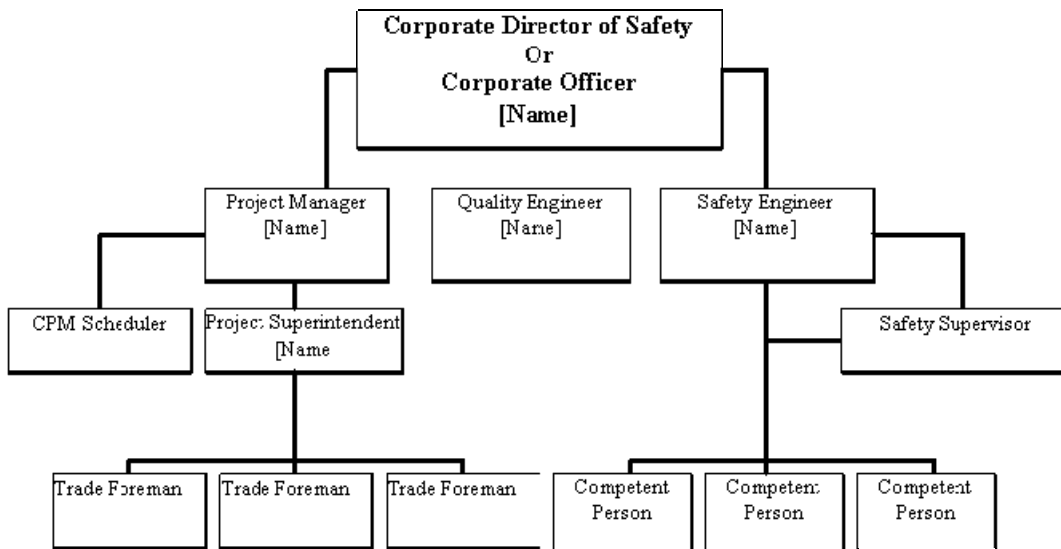 Corporate Director of Safety
Or
Corporate Officer
[Name]
Project Manager
[Name]
Quality Engineer
[Name]
Safety Engineer
[Name]
CPM Scheduler
Project Superintendent
[Name
Safety Supervisor
Trade Foreman
Trade Foreman
Trade Foreman
Competent
Person
Competent
Person
Competent
Person